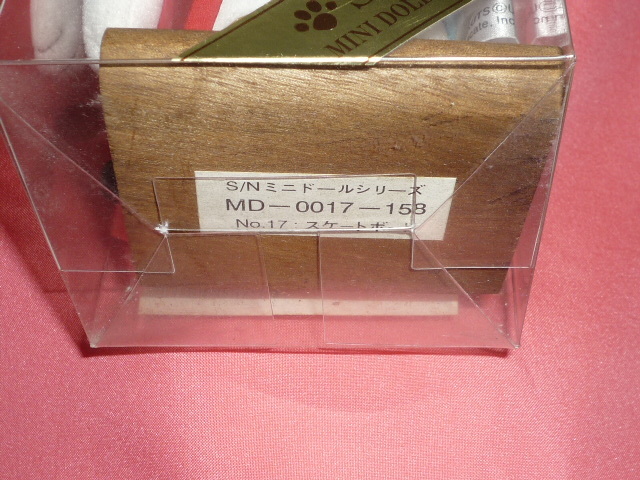 MINI DOLL
S/Nミニドールシリーズ
MD-0017-158
No.17:スケートボ